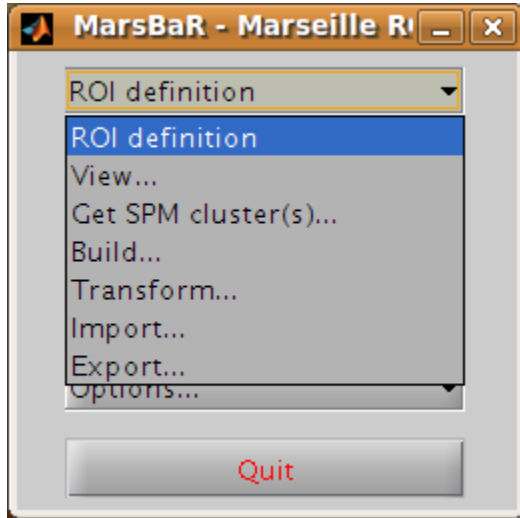 MarsBaR - Marseille R
ROI definition
ROI definition
View...
Get SPM cluster(s)...
Build...
Transform...
Import...
Export...
Options...
Quit